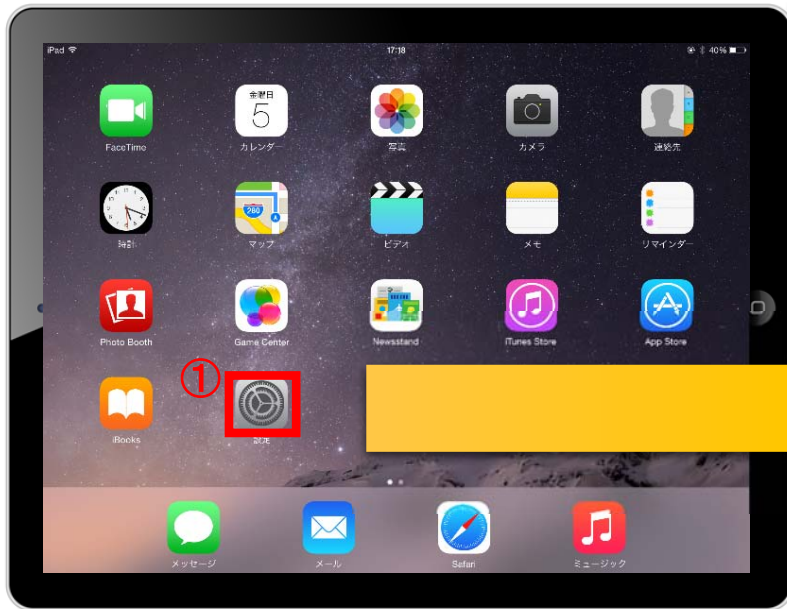 iPad 17:18 40%
金曜日
5
FaceTime カレンダー 写真 カメラ 連絡先
280
時計 マップ ビデオ メモ リマインダー
Photo Booth Game Center Newsstand iTunes Store App Store
①
iBooks 設定
メッセージ メール Safari ミュージック